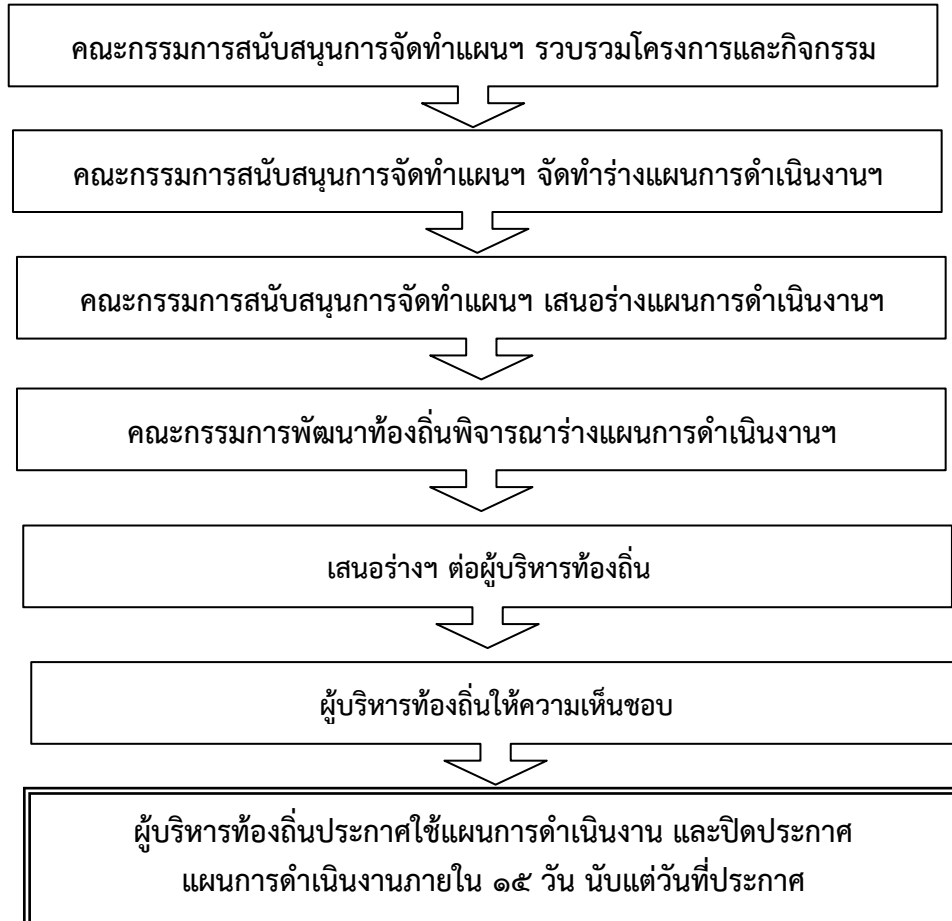 คณะกรรมการสนับสนุนการจัดทำแผนฯ รวบรวมโครงการและกิจกรรม
คณะกรรมการสนับสนุนการจัดทำแผนฯ จัดทำร่างแผนการดำเนินงานฯ
คณะกรรมการสนับสนุนการจัดทำแผนฯ เสนอร่างแผนการดำเนินงานฯ
คณะกรรมการพัฒนาท้องถิ่นพิจารณาร่างแผนการดำเนินงานฯ
เสนอร่างฯ ต่อผู้บริหารท้องถิ่น
ผู้บริหารท้องถิ่นให้ความเห็นชอบ
ผู้บริหารท้องถิ่นประกาศใช้แผนการดำเนินงาน และปิดประกาศ
แผนการดำเนินงานภายใน ๑๕ วัน นับแต่วันที่ประกาศ